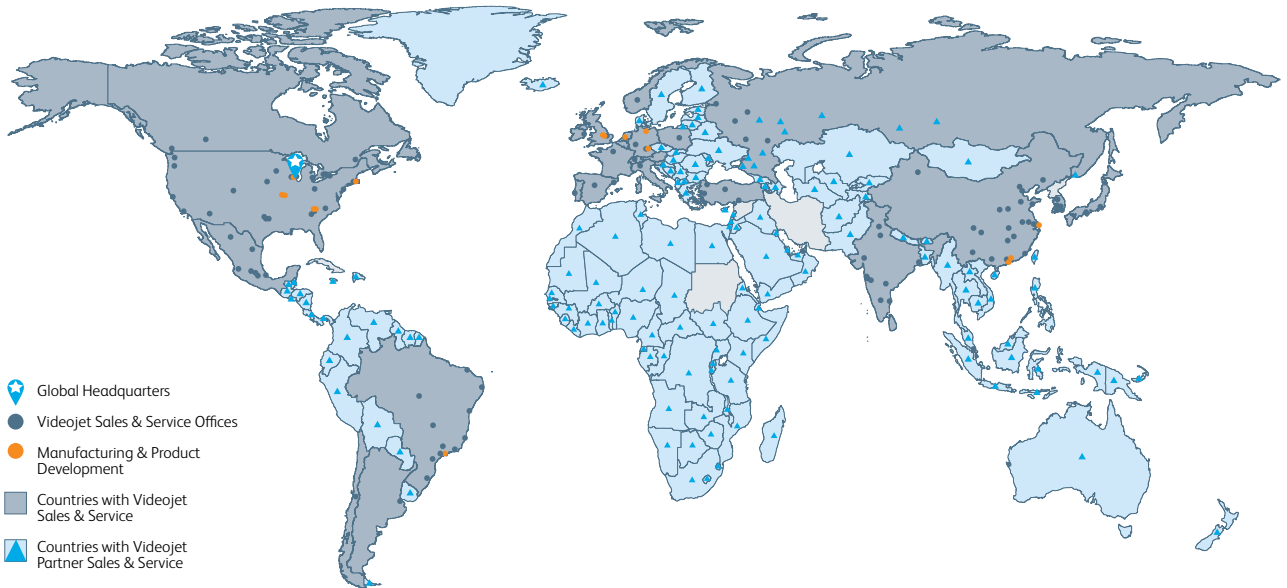 Global Headquarters
Videojet Sales & Service Offices
Manufacturing & Product
Development
Countries with Videojet
Sales & Service
Countries with Videojet
Partner Sales & Service